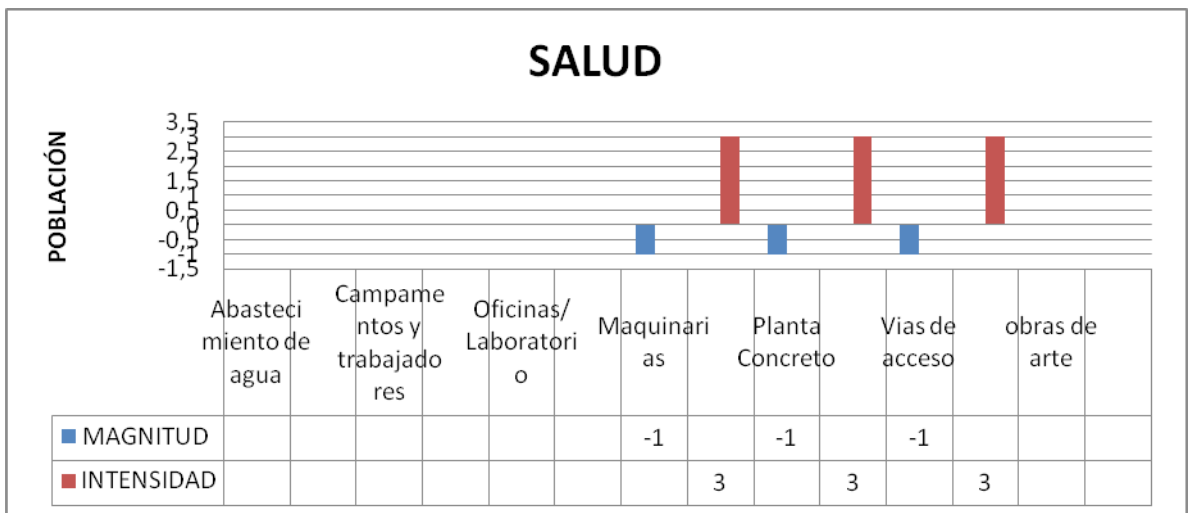 SALUD
POBLACIÓN
3,5
3
2,5
2
1,5
1
0,5
0
-0,5
-1
-1,5
Abasteci
miento de
agua
Campame
ntos y
trabajado
res
Oficinas/
Laboratori
o
Maquinari
as
Planta
Concreto
Vias de
acceso
obras de
arte
MAGNITUD -1 -1 -1
INTENSIDAD 3 3 3